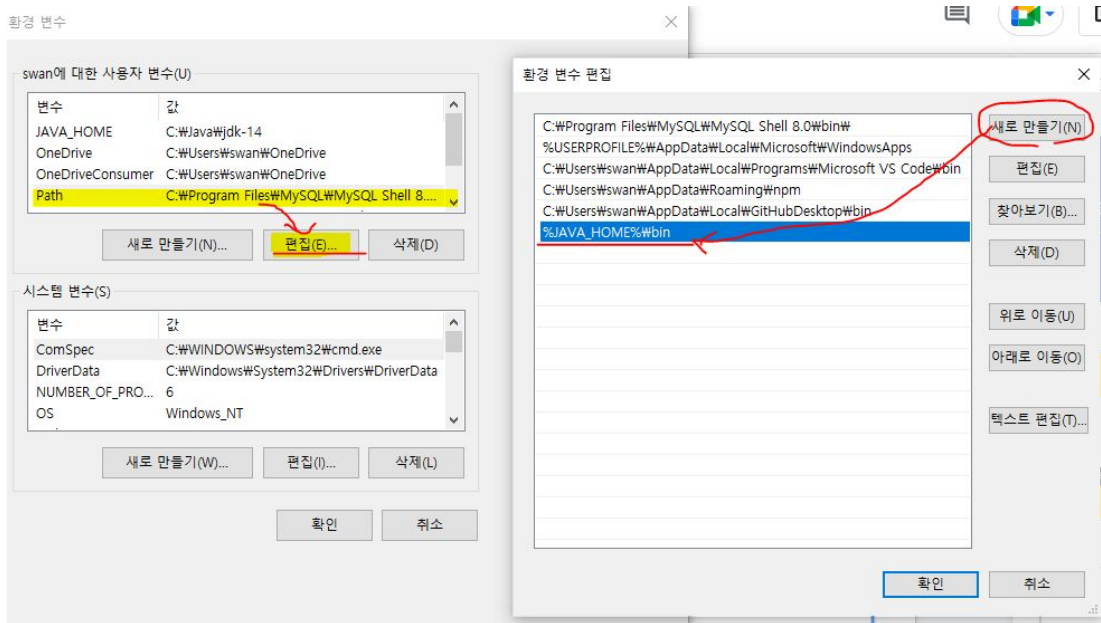 환경 변수
swan에 대한 사용자 변수(U)
변수 값
JAVA_HOME C:₩Java₩jdk-14
OneDrive C:₩Users₩swan₩OneDrive
OneDriveConsumer C:₩Users₩swan₩OneDrive
Path C:₩Program Files₩MySQL₩MySQL Shell 8....
새로 만들기(N)...
편집(E)...
삭제(D)
시스템 변수(S)
변수 값
ComSpec C:₩WINDOWS₩system32₩cmd.exe
DriverData C:₩Windows₩System32₩Drivers₩DriverData
NUMBER_OF_PRO... 6
OS Windows_NT
새로 만들기(W)...
편집(I)...
삭제(L)
확인
취소
환경 변수 편집
C:₩Program Files₩MySQL₩MySQL Shell 8.0₩bin₩
%USERPROFILE%₩AppData₩Local₩Microsoft₩WindowsApps
C:₩Users₩swan₩AppData₩Local₩Programs₩Microsoft VS Code₩bin
C:₩Users₩swan₩AppData₩Roaming₩npm
C:₩Users₩swan₩AppData₩Local₩GitHubDesktop₩bin
%JAVA_HOME%₩bin
새로 만들기(N)
편집(E)
찾아보기(B)...
삭제(D)
위로 이동(U)
아래로 이동(O)
텍스트 편집(T)...
확인
취소